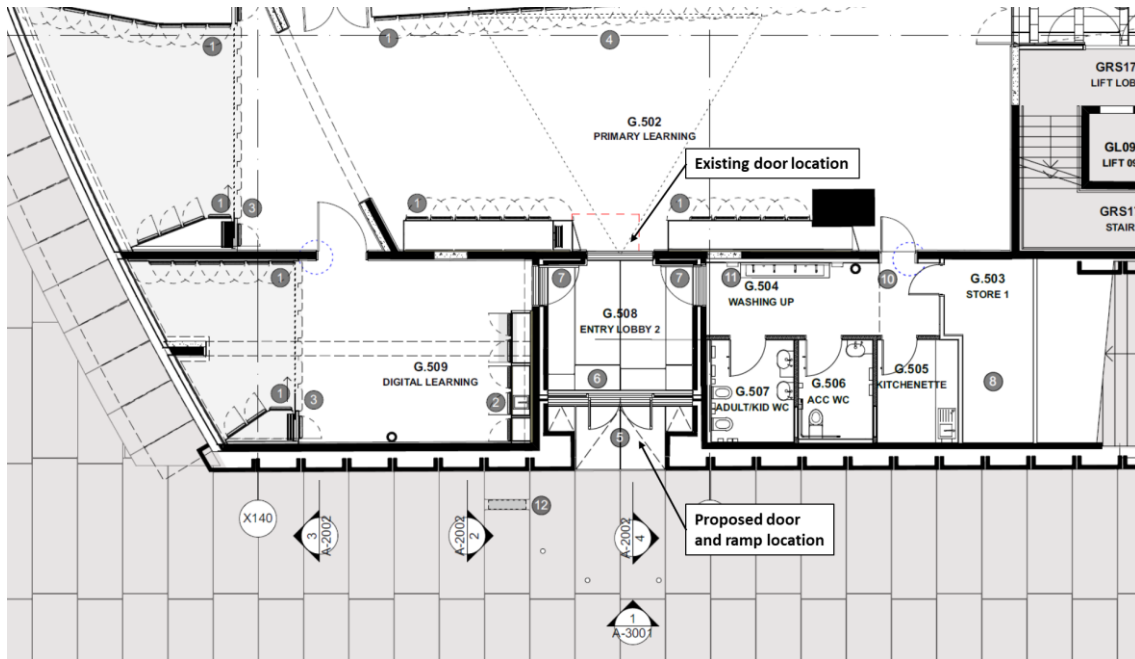 1
1
4
GRS17
LIFT LOB
G.502
PRIMARY LEARNING
GL09
LIFT 09
Existing door location
1
3
1
1
GRS17
STAIR
1
7
7
11
G.504
WASHING UP
10
G.503
STORE 1
G.508
ENTRY LOBBY 2
G.509
DIGITAL LEARNING
6
G.507
ADULT/KID WC
G.506
ACC WC
G.505
KITCHENETTE
8
1
3
2
5
12
X140
3
A-2002
2
A-2002
4
A-2002
Proposed door
and ramp location
1
A-3001